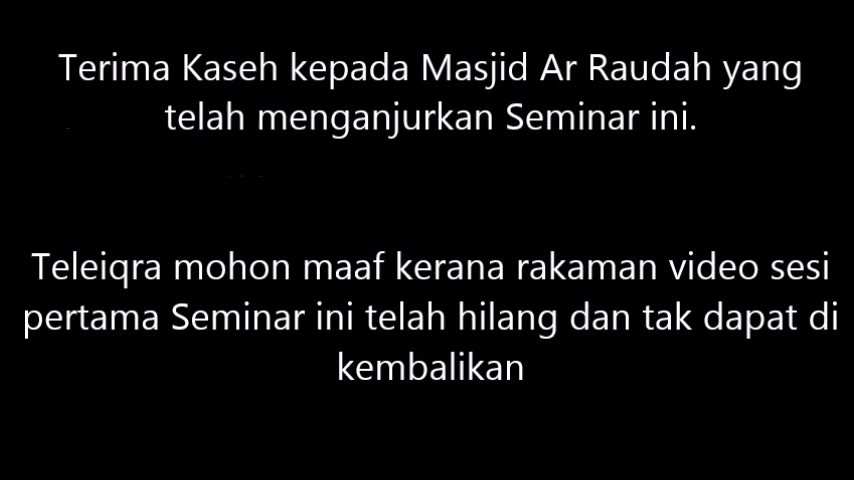 Terima Kaseh kepada Masjid Ar Raudah yang
telah menganjurkan Seminar ini.
Teleiqra mohon maaf kerana rakaman video sesi
pertama Seminar ini telah hilang dan tak dapat di
kembalikan